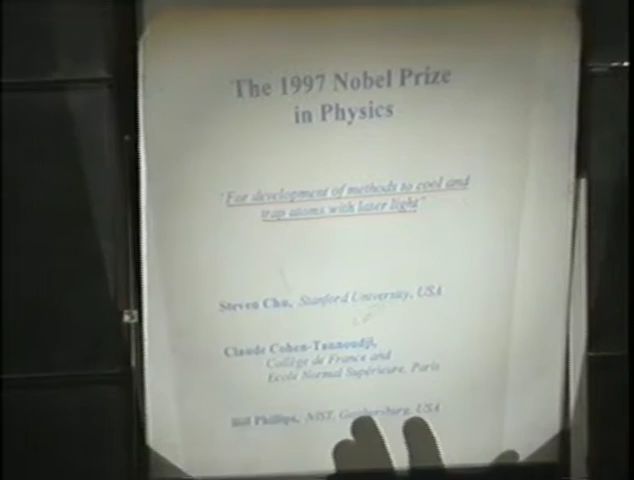 The 1997 Nobel Prize
in Physics
"For development of methods to cool and
trap atoms with laser light"
Steven Chu, Stanford University, USA
Claude Cohen-Tannoudji,
Collège de France and
Ecole Normal Supérieure, Paris
Bill Phillips, NIST, Gaithersburg, USA